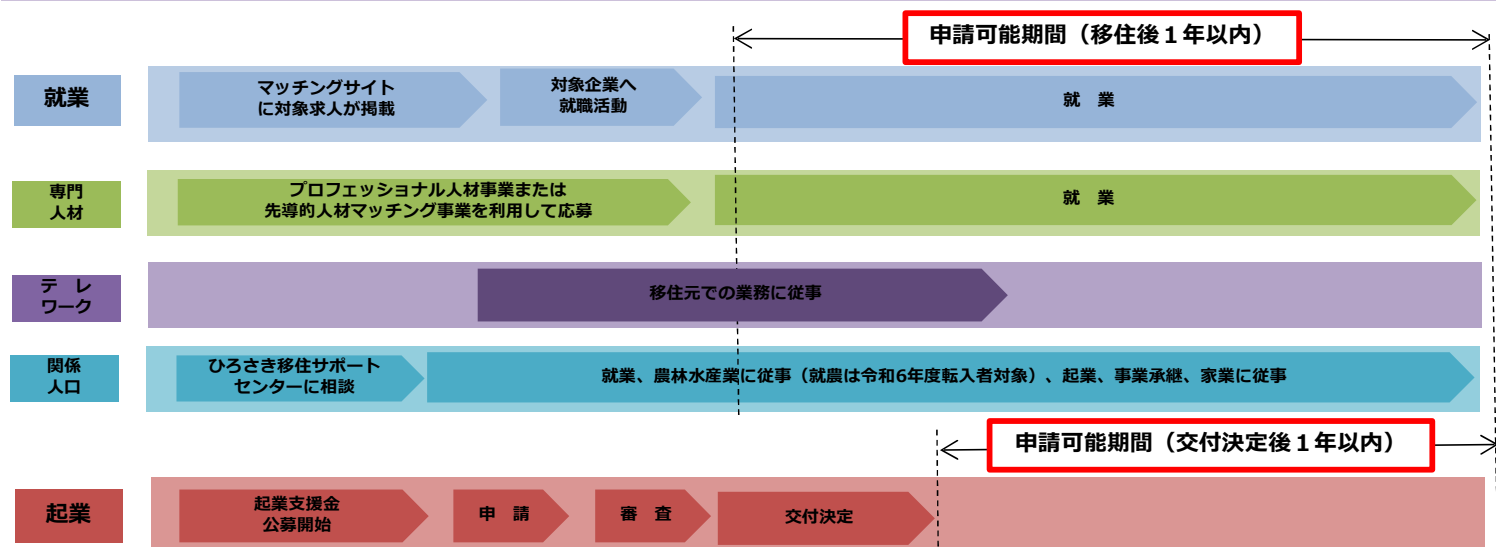 申請可能期間（移住後１年以内）
就業
マッチングサイト
に対象求人が掲載
対象企業へ
就職活動
就　業
専門
人材
プロフェッショナル人材事業または
先導的人材マッチング事業を利用して応募
就　業
テ　レ
ワーク
移住元での業務に従事
関係
人口
ひろさき移住サポート
センターに相談
就業、農林水産業に従事（就農は令和6年度転入者対象）、起業、事業承継、家業に従事
申請可能期間（交付決定後１年以内）
起業
起業支援金
公募開始
申　請
審　査
交付決定